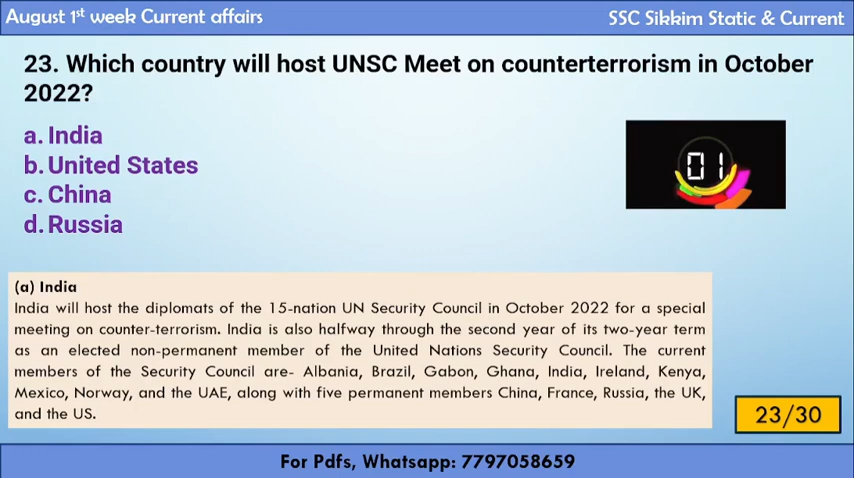 August 1st week Current affairs
SSC Sikkim Static & Current
23. Which country will host UNSC Meet on counterterrorism in October
2022?
a. India
b. United States
c. China
d. Russia
01
(a) India
India will host the diplomats of the 15-nation UN Security Council in October 2022 for a special
meeting on counter-terrorism. India is also halfway through the second year of its two-year term
as an elected non-permanent member of the United Nations Security Council. The current
members of the Security Council are- Albania, Brazil, Gabon, Ghana, India, Ireland, Kenya,
Mexico, Norway, and the UAE, along with five permanent members China, France, Russia, the UK,
and the US.
23/30
For Pdfs, Whatsapp: 7797058659